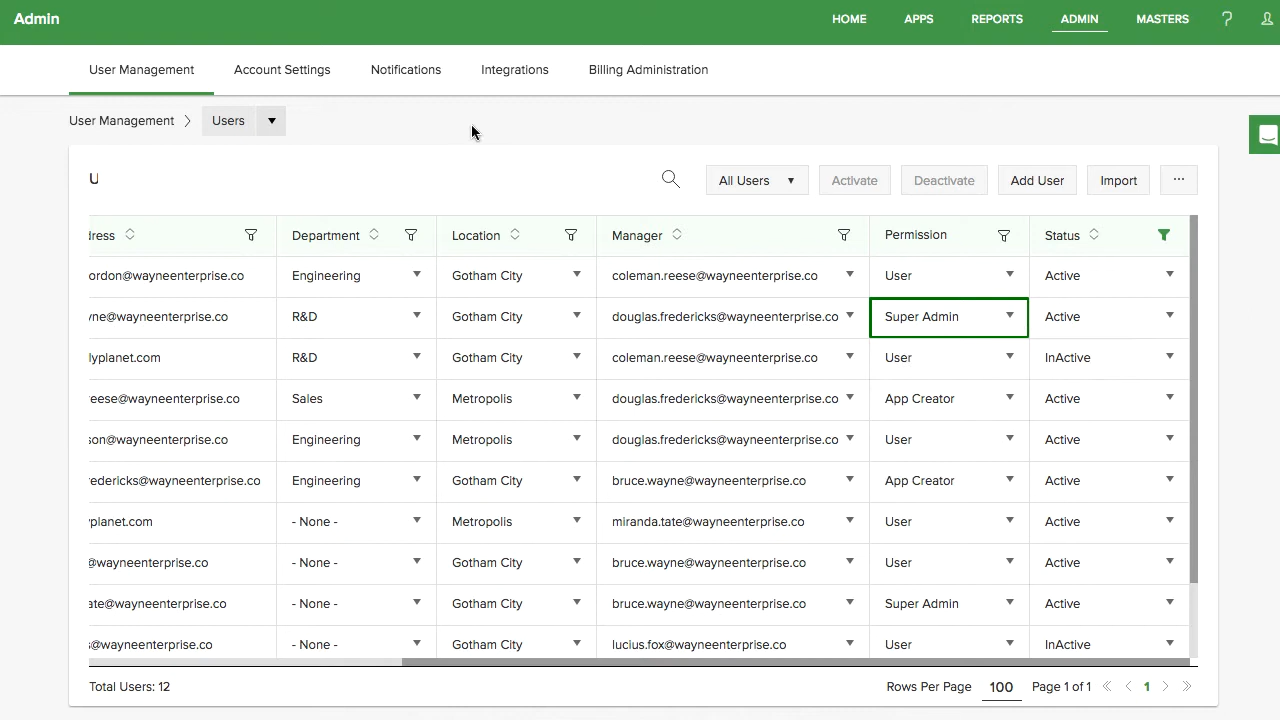 Admin HOME APPS REPORTS ADMIN MASTERS ?
User Management Account Settings Notifications Integrations Billing Administration
User Management > Users
U All Users Activate Deactivate Add User Import ...
dress Department Location Manager Permission Status
ordon@wayneenterprise.co Engineering Gotham City coleman.reese@wayneenterprise.co User Active
yne@wayneenterprise.co R&D Gotham City douglas.fredericks@wayneenterprise.co Super Admin Active
lyplanet.com R&D Gotham City coleman.reese@wayneenterprise.co User InActive
reese@wayneenterprise.co Sales Metropolis douglas.fredericks@wayneenterprise.co App Creator Active
son@wayneenterprise.co Engineering Metropolis douglas.fredericks@wayneenterprise.co User Active
redericks@wayneenterprise.co Engineering Gotham City bruce.wayne@wayneenterprise.co App Creator Active
yplanet.com - None - Metropolis miranda.tate@wayneenterprise.co User Active
@wayneenterprise.co - None - Gotham City bruce.wayne@wayneenterprise.co User Active
ate@wayneenterprise.co - None - Gotham City bruce.wayne@wayneenterprise.co Super Admin Active
s@wayneenterprise.co - None - Gotham City lucius.fox@wayneenterprise.co User InActive
Total Users: 12 Rows Per Page 100 Page 1 of 1 « < 1 > »